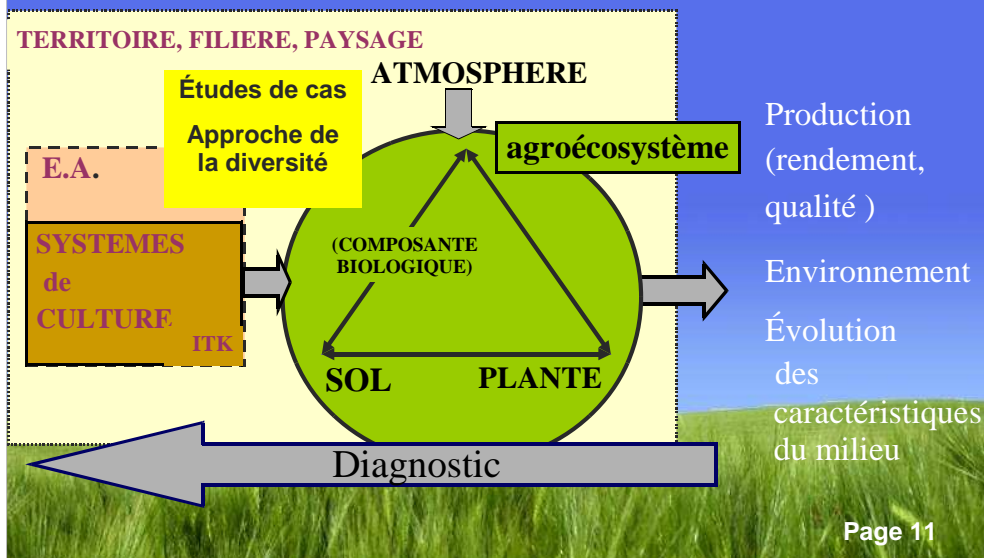 TERRITOIRE, FILIERE, PAYSAGE
ATMOSPHERE
Études de cas
Approche de
la diversité
agroécosystème
E.A.
(COMPOSANTE
BIOLOGIQUE)
SYSTEMES
de
CULTURE
ITK
SOL
PLANTE
Production
(rendement,
qualité )
Environnement
Évolution
des
caractéristiques
du milieu
Diagnostic
Page 11